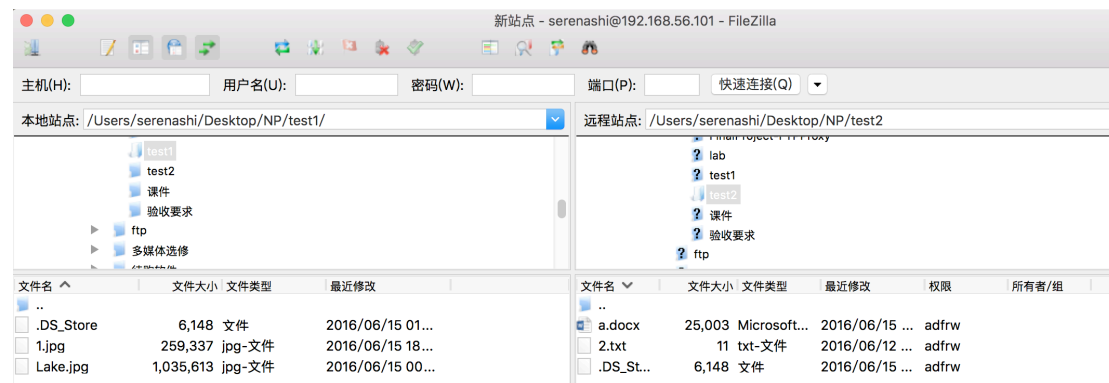 新站点 - serenashi@192.168.56.101 - FileZilla
主机(H): 用户名(U): 密码(W): 端口(P): 快速连接(Q)
本地站点: /Users/serenashi/Desktop/NP/test1/
test1
test2
课件
验收要求
ftp
多媒体选修
文件名 文件大小 文件类型 最近修改
..
.DS_Store 6,148 文件 2016/06/15 01...
1.jpg 259,337 jpg-文件 2016/06/15 18...
Lake.jpg 1,035,613 jpg-文件 2016/06/15 00...
远程站点: /Users/serenashi/Desktop/NP/test2
lab
test1
test2
课件
验收要求
ftp
文件名 文件大小 文件类型 最近修改 权限 所有者/组
..
a.docx 25,003 Microsoft... 2016/06/15 ... adfrw
2.txt 11 txt-文件 2016/06/12 ... adfrw
.DS_St... 6,148 文件 2016/06/15 ... adfrw